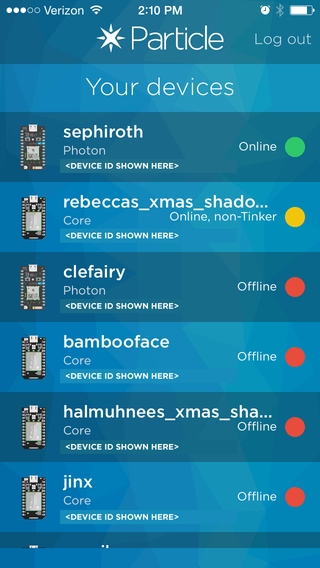 Verizon 2:10 PM
Particle Log out
Your devices
sephiroth
Photon
Online
<DEVICE ID SHOWN HERE>
rebeccas_xmas_shado...
Core
Online, non-Tinker
<DEVICE ID SHOWN HERE>
clefairy
Photon
Offline
<DEVICE ID SHOWN HERE>
bambooface
Core
Offline
<DEVICE ID SHOWN HERE>
halmuhnees_xmas_sha...
Core
Offline
<DEVICE ID SHOWN HERE>
jinx
Core
Offline
<DEVICE ID SHOWN HERE>